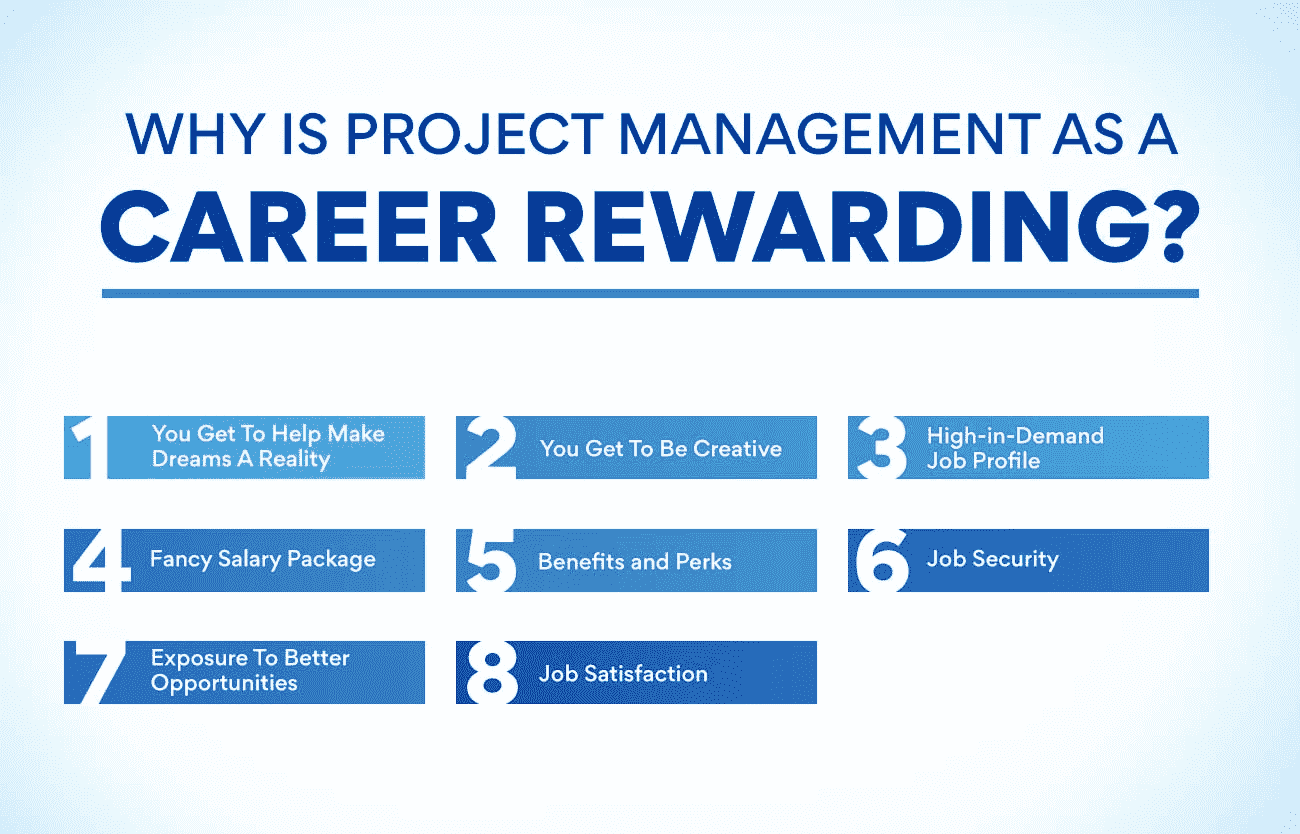 WHY IS PROJECT MANAGEMENT AS A
CAREER REWARDING?
1
You Get To Help Make
Dreams A Reality
2
You Get To Be Creative
3
High-in-Demand
Job Profile
4
Fancy Salary Package
5
Benefits and Perks
6
Job Security
7
Exposure To Better
Opportunities
8
Job Satisfaction